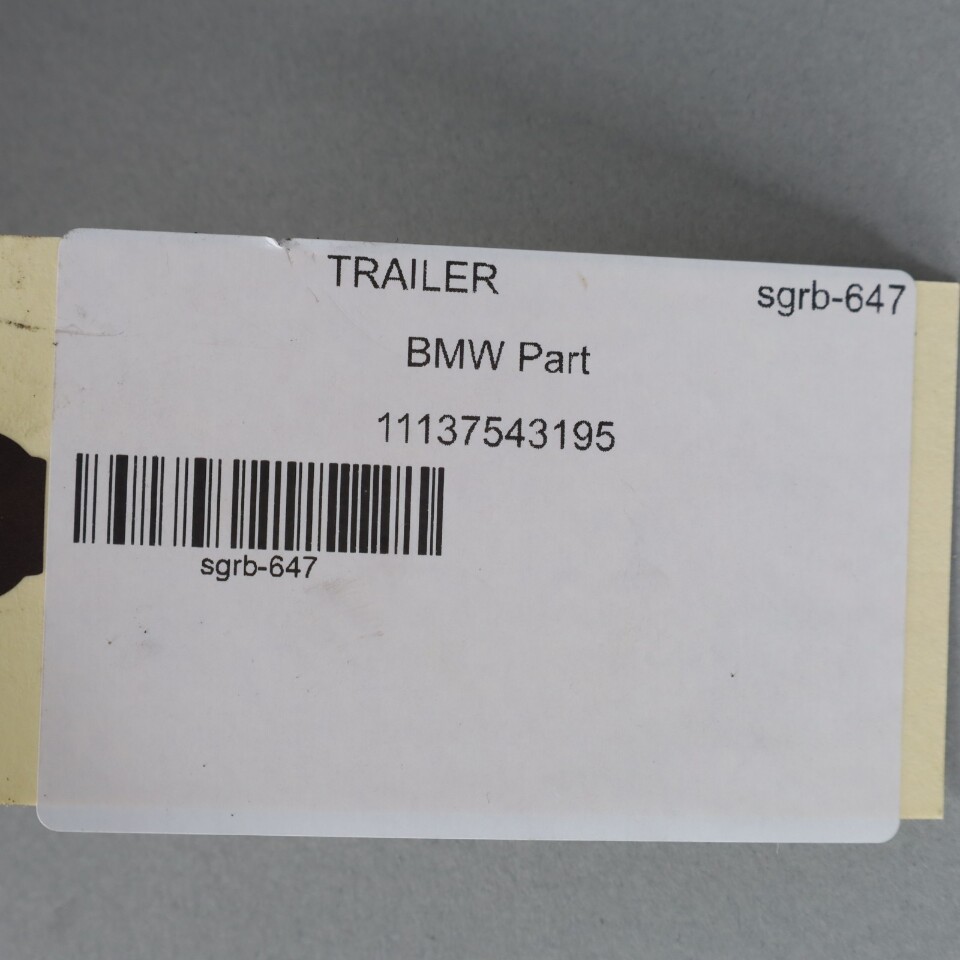 TRAILER
sgrb-647
BMW Part
11137543195
sgrb-647